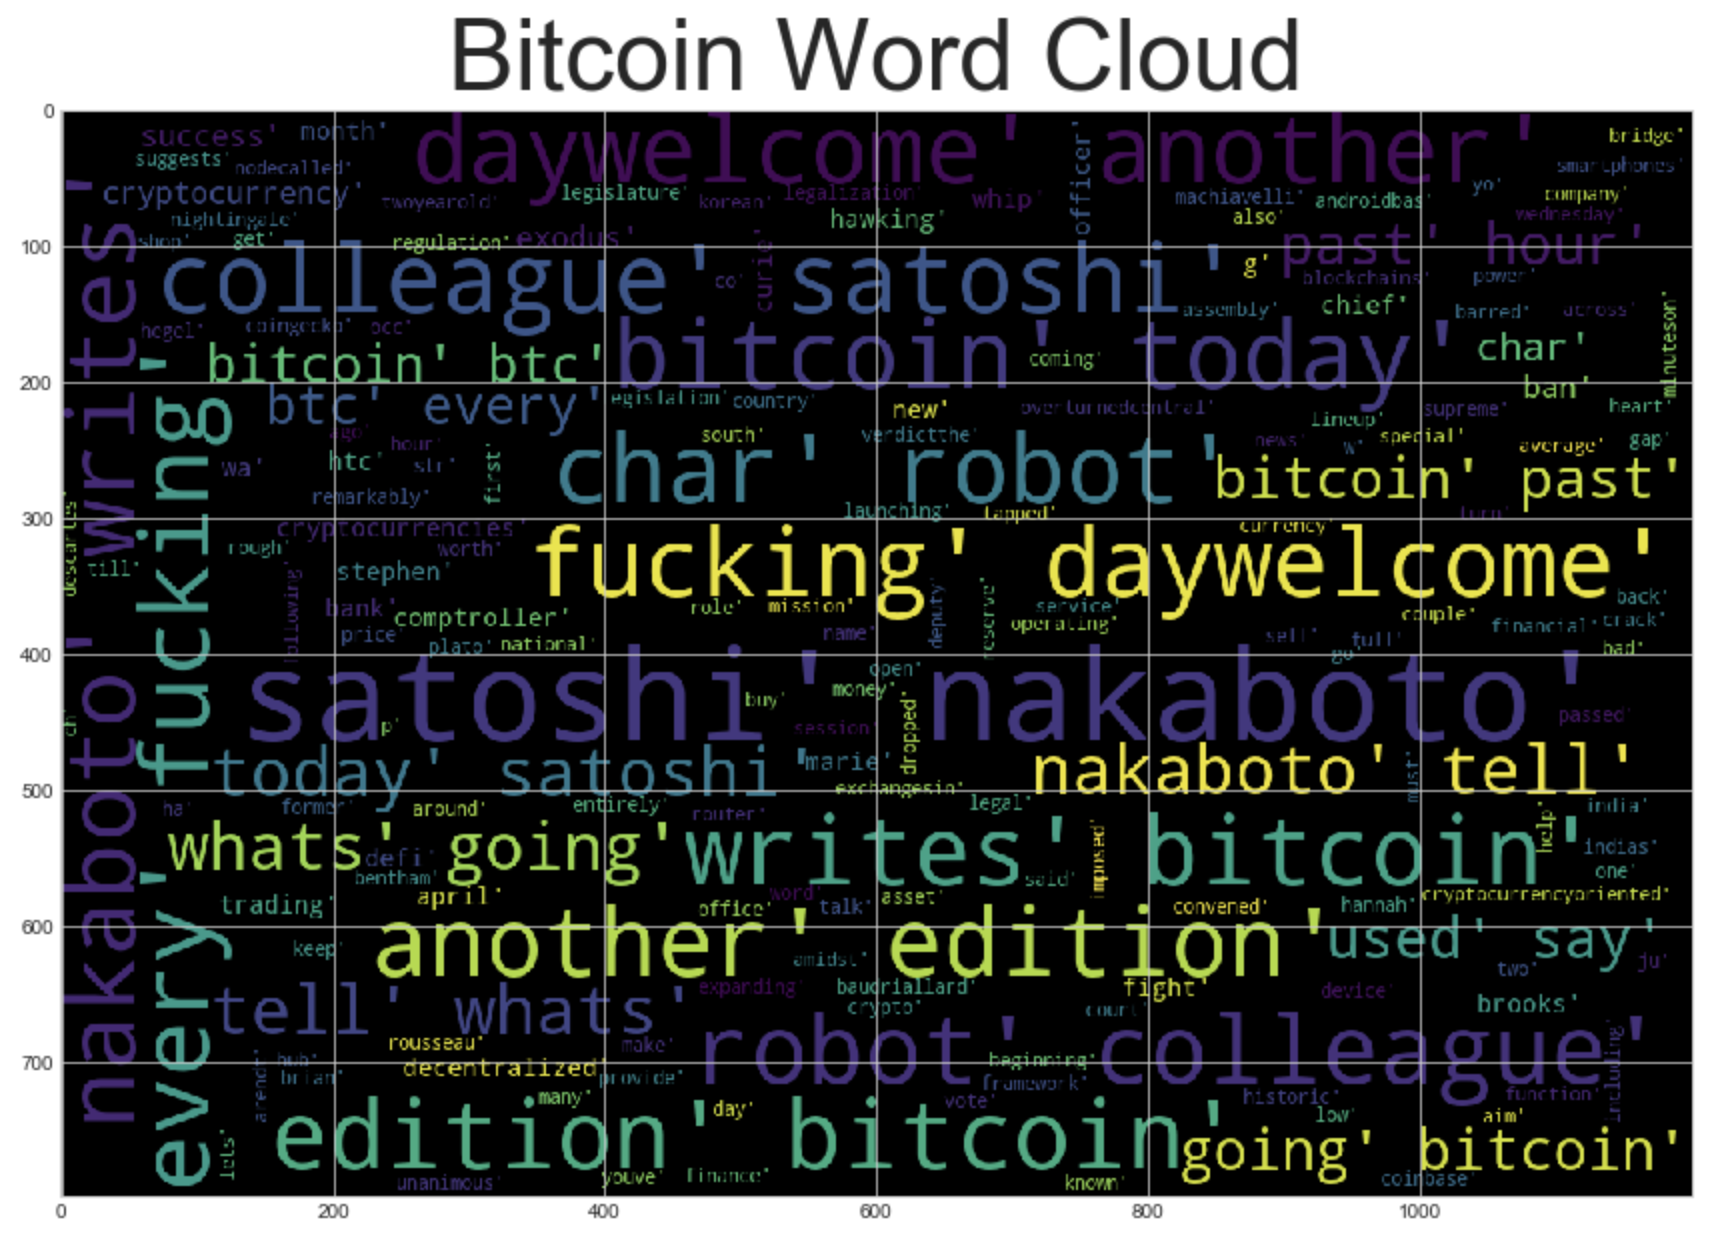 Bitcoin Word Cloud
0
success' month' daywelcome' another' bridge'
suggests' nodecalled' officer' smartphones'
cryptocurrency' twoyearold' legislature' korean' legalization' whip' machiavelli' androidbas' yo' company'
nightingale' hawking' also' wednesday'
shop' get' regulation' exodus' past' hour'
100
colleague' satoshi' g' blockchains' power'
co' curie' assembly' chief' barred' across'
hegel' coingecko' occ' bitcoin' today' char' minuteson'
bitcoin' btc' coming' ban'
200
btc' every' egislation' country' new' overturnedcentral' supreme' heart'
ago' hour' south' verdictthe' lineup' special' gap'
wa' htc' str' first' char' robot' news' w' average'
remarkably' bitcoin' past'
launching' tapped' turn'
300
cryptocurrencies' currency'
rough' worth' fucking' daywelcome'
descartes' till' stephen'
following' bank' comptroller' role' mission' deputy' reserve' service' operating' couple' back'
price' plato' national' name' sell' full' financial' crack'
400
go' bad'
satoshi' nakaboto'
open' money' buy' session' dropped' passed'
ch' p'
today' satoshi' marie' nakaboto' tell'
500
exchangesin' must'
ha' former' around' entirely' router' legal' help' india'
whats' going' writes' bitcoin'
defi' bentham' said' imposed' indias' one'
trading' april' word' office' talk' asset' convened' hannah' cryptocurrencyoriented'
600
keep' another' edition' used' say'
amidst' two' ju'
tell' whats' expanding' baudriallard' crypto' fight' device' brooks'
court'
rousseau' make' robot' colleague' including'
700
hub' brian' decentralized' provide' beginning' framework'
arendt' many' day' vote' historic' function'
edition' bitcoin' low' aim'
lets' going' bitcoin'
unanimous' youve' finance' known' coinbase'
nakaboto' writes'
every' fucking'
0 200 400 600 800 1000